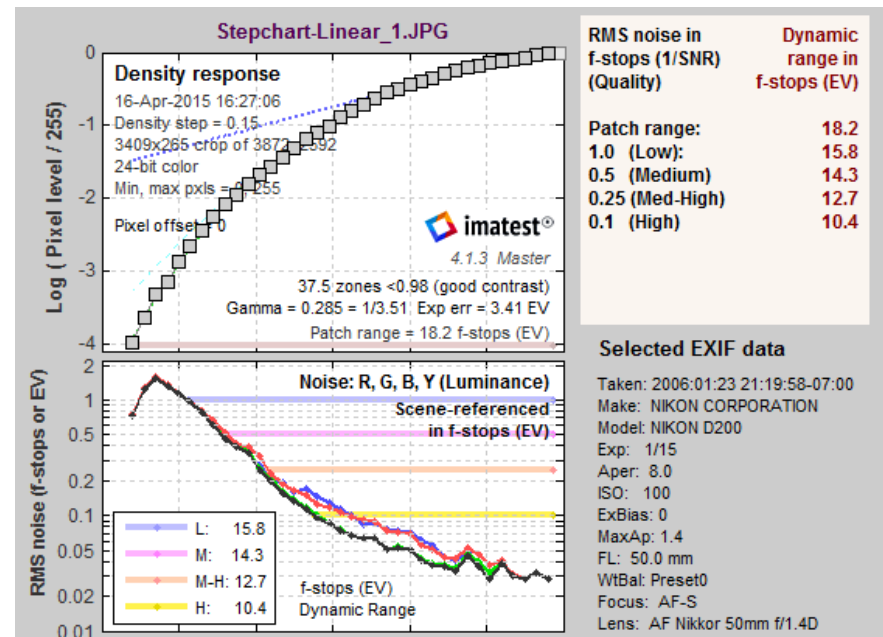 Stepchart-Linear_1.JPG
Density response
16-Apr-2015 16:27:06
Density step = 0.15
3409x265 crop of 3872x2592
24-bit color
Min, max pxls = 0, 255
Pixel offset = 0
imatest
4.1.3 Master
37.5 zones <0.98 (good contrast)
Gamma = 0.285 = 1/3.51 Exp err = 3.41 EV
Patch range = 18.2 f-stops (EV)
Log ( Pixel level / 255)
0
-1
-2
-3
-4
RMS noise in Dynamic
f-stops (1/SNR) range in
(Quality) f-stops (EV)
Patch range: 18.2
1.0 (Low): 15.8
0.5 (Medium) 14.3
0.25 (Med-High) 12.7
0.1 (High) 10.4
Noise: R, G, B, Y (Luminance)
Scene-referenced
in f-stops (EV)
RMS noise (f-stops or EV)
2
1
0.5
0.2
0.1
0.05
0.02
0.01
L: 15.8
M: 14.3
M-H: 12.7
H: 10.4
f-stops (EV)
Dynamic Range
Selected EXIF data
Taken: 2006:01:23 21:19:58-07:00
Make: NIKON CORPORATION
Model: NIKON D200
Exp: 1/15
Aper: 8.0
ISO: 100
ExBias: 0
MaxAp: 1.4
FL: 50.0 mm
WtBal: Preset0
Focus: AF-S
Lens: AF Nikkor 50mm f/1.4D